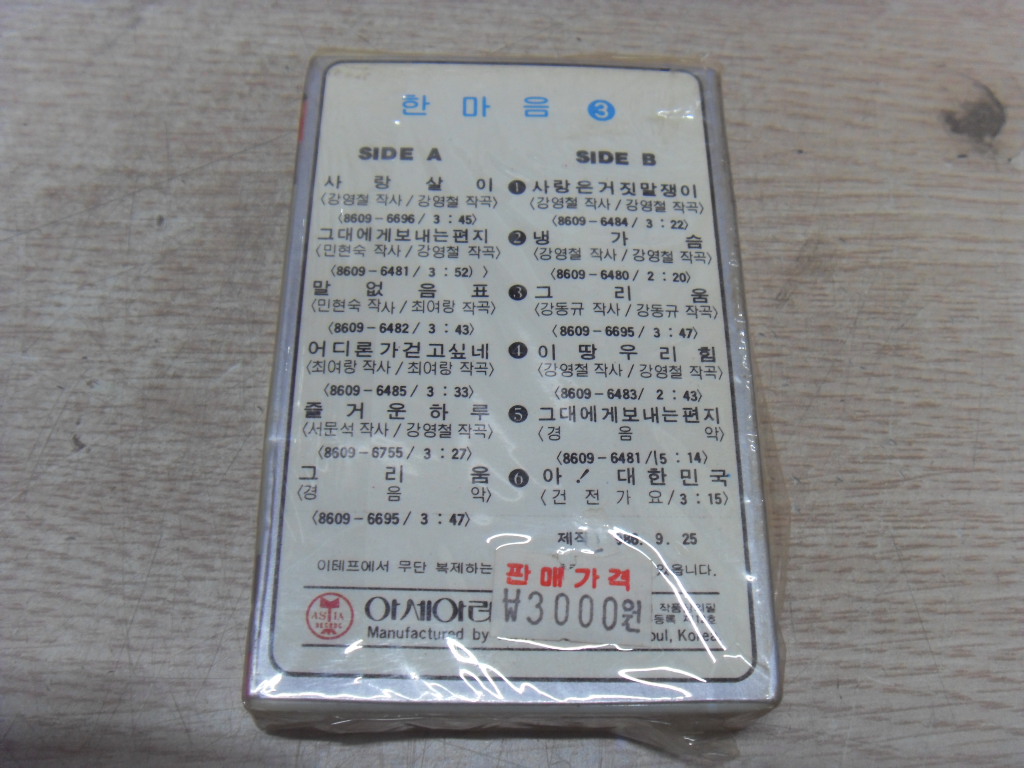 한 마 음 ❸
SIDE A
사 랑 살 이
〈강영철 작사 / 강영철 작곡〉
〈8609-6696 / 3 : 45〉
그대에게보내는편지
〈민현숙 작사 / 강영철 작곡〉
〈8609-6481 / 3 : 52〉〉
말 없 음 표
〈민현숙 작사 / 최여랑 작곡〉
〈8609-6482 / 3 : 43〉
어디론가걷고싶네
〈최여랑 작사 / 최여랑 작곡〉
〈8609-6485 / 3 : 33〉
즐 거 운 하 루
〈서문석 작사 / 강영철 작곡〉
〈8609-6755 / 3 : 27〉
그 리 움
〈경 음 악〉
〈8609-6695 / 3 : 47〉
SIDE B
❶ 사랑은거짓말쟁이
〈강영철 작사 / 강영철 작곡〉
〈8609-6484 / 3 : 22〉
❷ 냉 가 슴
〈강영철 작사 / 강영철 작곡〉
〈8609-6480 / 2 : 20〉
❸ 그 리 움
〈강동규 작사 / 강동규 작곡〉
〈8609-6695 / 3 : 47〉
❹ 이 땅 우 리 힘
〈강영철 작사 / 강영철 작곡〉
〈8609-6483 / 2 : 43〉
❺ 그대에게보내는편지
〈경 음 악〉
〈8609-6481 / 5 : 14〉
❻ 아! 대 한 민 국
〈건 전 가 요 / 3 : 15〉
제작 986. 9. 25
이테프에서 무단 복제하는 있읍니다.
판매가격
₩3000원
ASIA
RECORDS
아세아레
Manufactured by oul, Korea